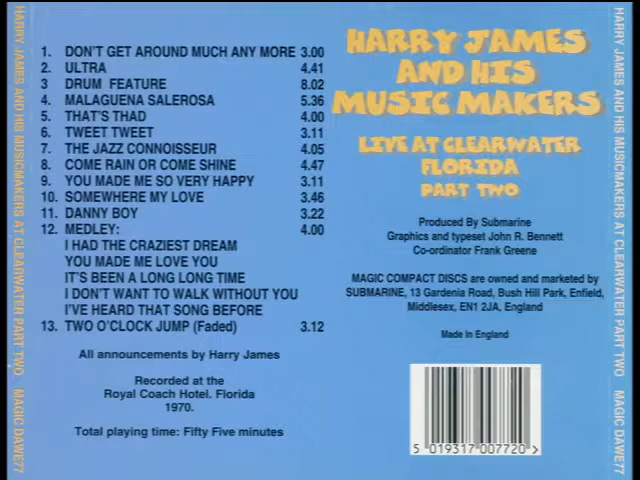 HARRY JAMES AND HIS MUSICMAKERS AT CLEARWATER PART TWO MAGIC DAWE77
1. DON'T GET AROUND MUCH ANY MORE 3.00
2. ULTRA 4.41
3 DRUM FEATURE 8.02
4. MALAGUENA SALEROSA 5.36
5. THAT'S THAD 4.00
6. TWEET TWEET 3.11
7. THE JAZZ CONNOISSEUR 4.05
8. COME RAIN OR COME SHINE 4.47
9. YOU MADE ME SO VERY HAPPY 3.11
10. SOMEWHERE MY LOVE 3.46
11. DANNY BOY 3.22
12. MEDLEY: 4.00
I HAD THE CRAZIEST DREAM
YOU MADE ME LOVE YOU
IT'S BEEN A LONG LONG TIME
I DON'T WANT TO WALK WITHOUT YOU
I'VE HEARD THAT SONG BEFORE
13. TWO O'CLOCK JUMP (Faded) 3.12
All announcements by Harry James
Recorded at the
Royal Coach Hotel. Florida
1970.
Total playing time: Fifty Five minutes
HARRY JAMES
AND HIS
MUSIC MAKERS
LIVE AT CLEARWATER
FLORIDA
PART TWO
Produced By Submarine
Graphics and typeset John R. Bennett
Co-ordinator Frank Greene
MAGIC COMPACT DISCS are owned and marketed by
SUBMARINE, 13 Gardenia Road, Bush Hill Park, Enfield,
Middlesex, EN1 2JA, England
Made in England
5 019317 007720 >
HARRY JAMES AND HIS MUSICMAKERS AT CLEARWATER PART TWO MAGIC DAWE77